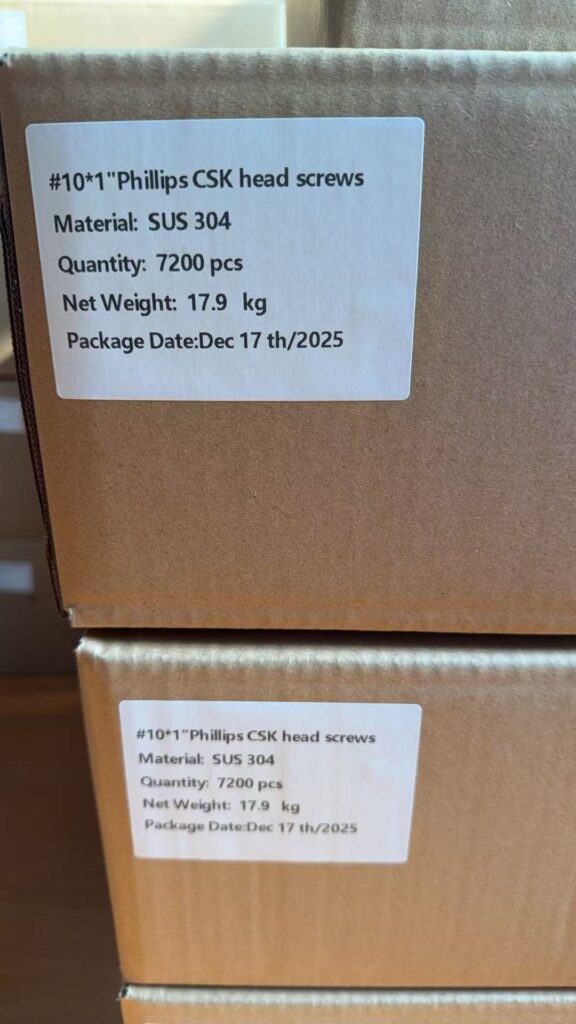 #10*1"Phillips CSK head screws
Material: SUS 304
Quantity: 7200 pcs
Net Weight: 17.9 kg
Package Date:Dec 17 th/2025
#10*1"Phillips CSK head screws
Material: SUS 304
Quantity: 7200 pcs
Net Weight: 17.9 kg
Package Date:Dec 17 th/2025